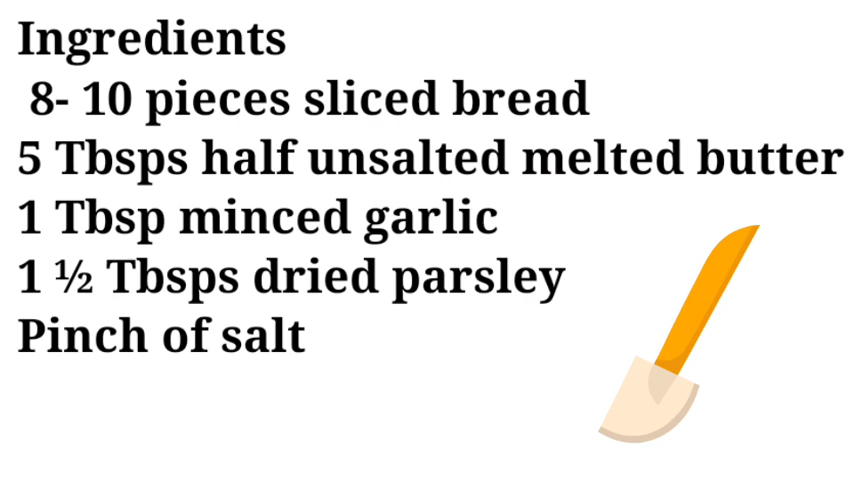 Ingredients
8- 10 pieces sliced bread
5 Tbsps half unsalted melted butter
1 Tbsp minced garlic
1 ½ Tbsps dried parsley
Pinch of salt